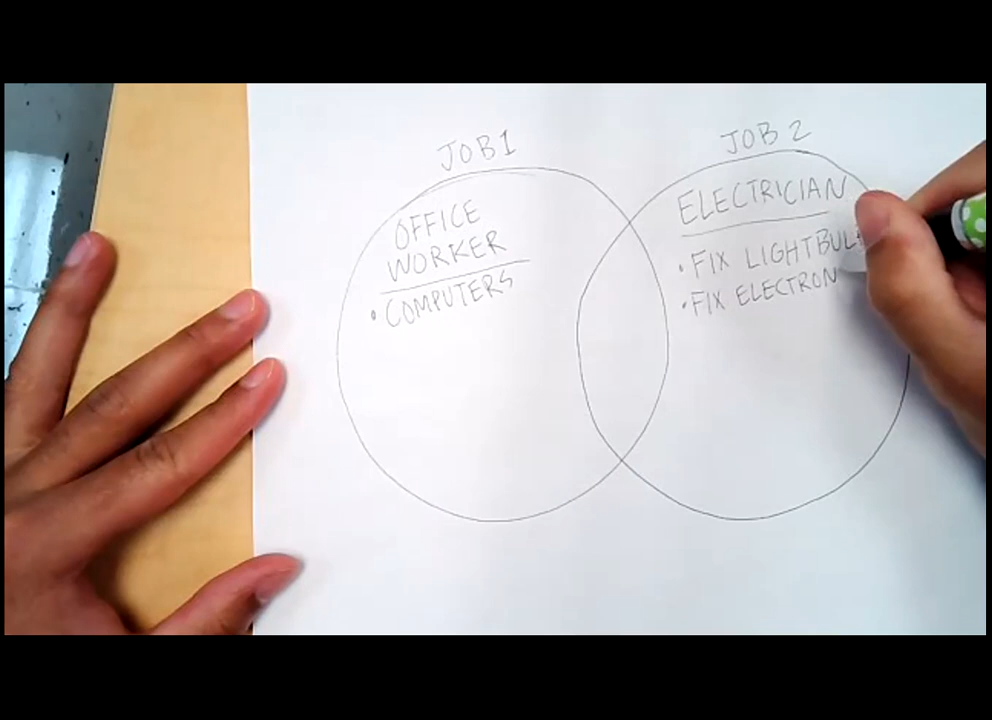 JOB 1
OFFICE
WORKER
• COMPUTERS
JOB 2
ELECTRICIAN
• FIX LIGHTBUL
• FIX ELECTRON